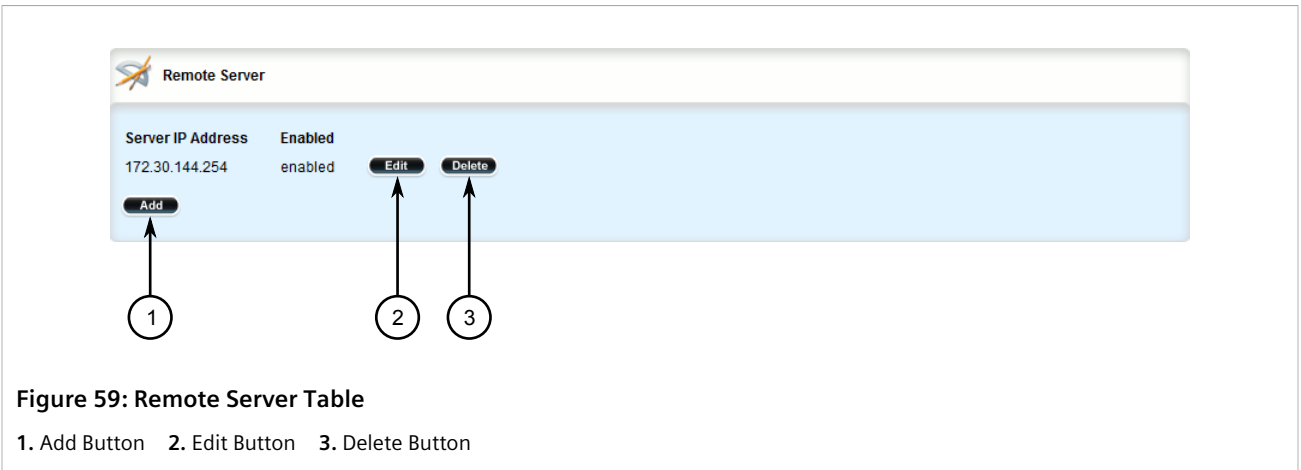 Remote Server
Server IP Address Enabled
172.30.144.254 enabled Edit Delete
Add
1 2 3
Figure 59: Remote Server Table
1. Add Button 2. Edit Button 3. Delete Button